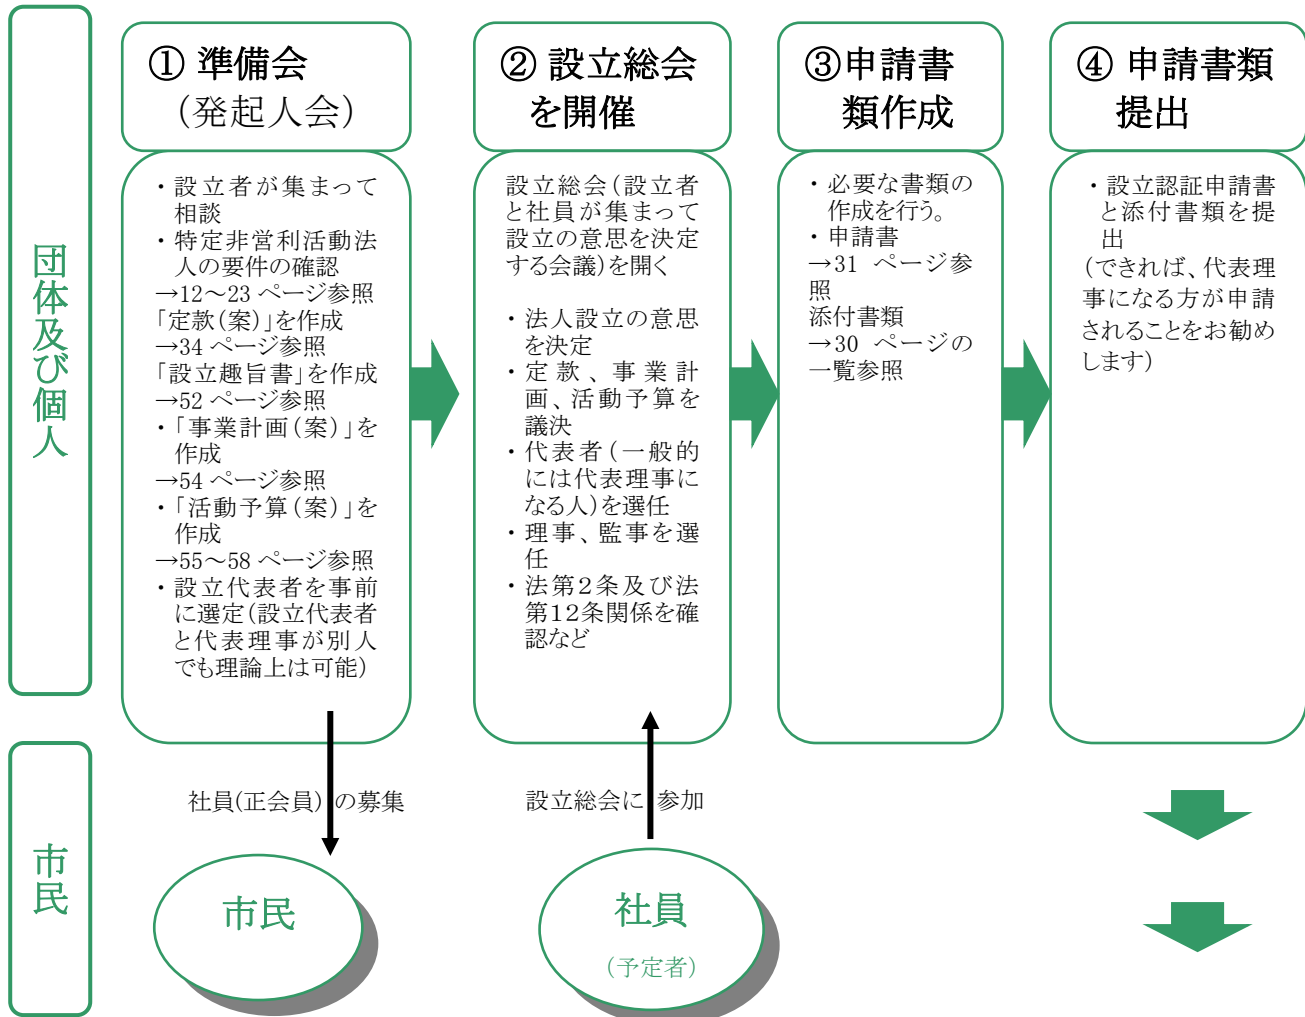 団体及び個人
① 準備会
（発起人会）
・設立者が集まって
相談
・特定非営利活動法
人の要件の確認
→12～23 ページ参照
「定款(案)」を作成
→34 ページ参照
「設立趣旨書」を作成
→52 ページ参照
・「事業計画(案)」を
作成
→54 ページ参照
・「活動予算(案)」を
作成
→55～58 ページ参照
・設立代表者を事前
に選定(設立代表者
と代表理事が別人
でも理論上は可能)
② 設立総会
を開催
設立総会(設立者
と社員が集まって
設立の意思を決定
する会議)を開く
・法人設立の意思
を決定
・定款、事業計
画、活動予算を
議決
・代表者(一般的
には代表理事に
なる人)を選任
・理事、監事を選
任
・法第２条及び法
第１２条関係を確
認など
③申請書
類作成
・必要な書類の
作成を行う。
・申請書
→31 ページ参
照
添付書類
→30 ページの
一覧参照
④ 申請書類
提出
・設立認証申請書
と添付書類を提
出
(できれば、代表理
事になる方が申請
されることをお勧め
します)
市民
社員(正会員) の募集
市民
設立総会に 参加
社員
（予定者）